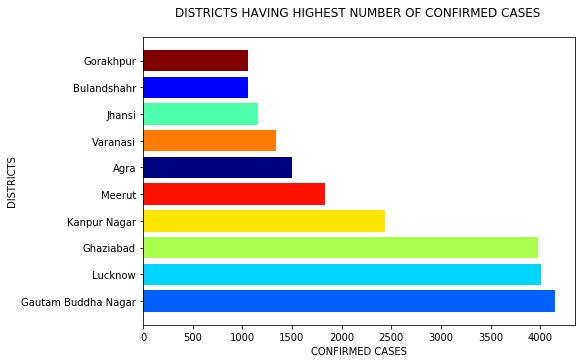 DISTRICTS HAVING HIGHEST NUMBER OF CONFIRMED CASES
DISTRICTS
Gorakhpur
Bulandshahr
Jhansi
Varanasi
Agra
Meerut
Kanpur Nagar
Ghaziabad
Lucknow
Gautam Buddha Nagar
0 500 1000 1500 2000 2500 3000 3500 4000
CONFIRMED CASES